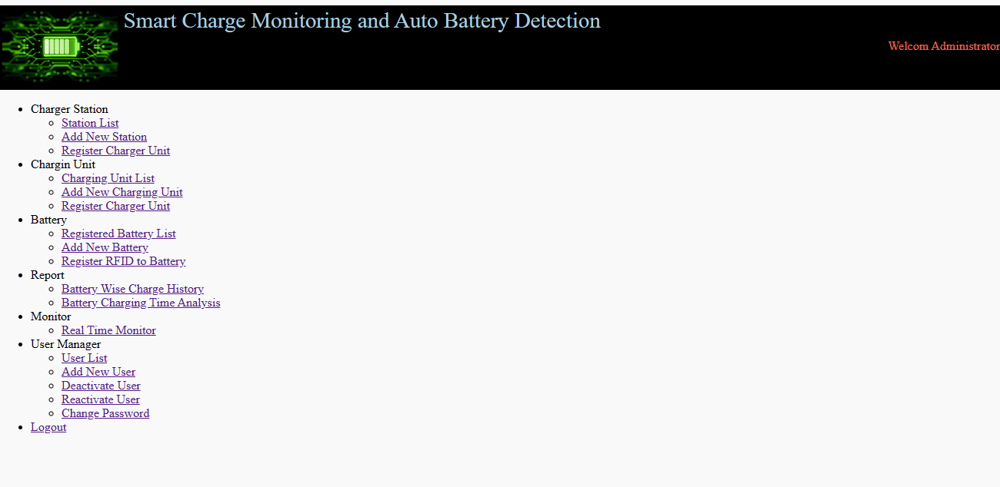 Smart Charge Monitoring and Auto Battery Detection
Welcom Administrator
Charger Station
Station List
Add New Station
Register Charger Unit
Chargin Unit
Charging Unit List
Add New Charging Unit
Register Charger Unit
Battery
Registered Battery List
Add New Battery
Register RFID to Battery
Report
Battery Wise Charge History
Battery Charging Time Analysis
Monitor
Real Time Monitor
User Manager
User List
Add New User
Deactivate User
Reactivate User
Change Password
Logout